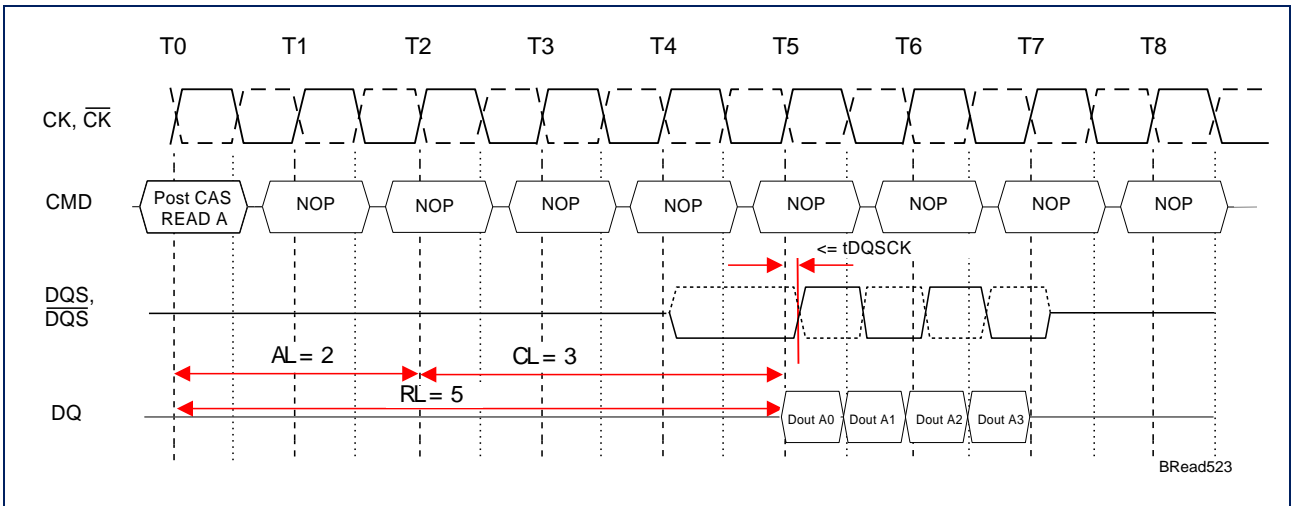 T0 T1 T2 T3 T4 T5 T6 T7 T8
CK, C̅K̅
CMD
Post CAS
READ A
NOP NOP NOP NOP NOP NOP NOP NOP
<= tDQSCK
DQS,
D̅Q̅S̅
AL = 2
CL = 3
RL = 5
DQ
Dout A0 Dout A1 Dout A2 Dout A3
BRead523